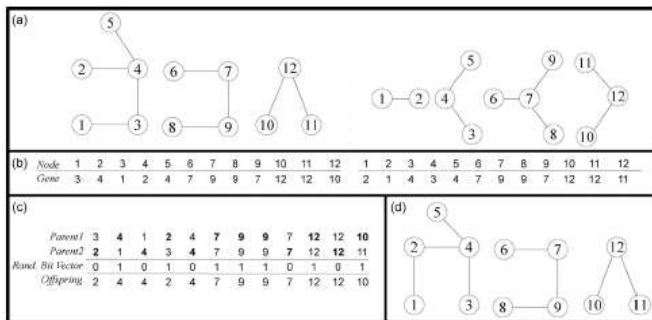 (a)
5
2 4 6 7 12
1 3 8 9 10 11
5 9 11
1 2 4 6 7 12
3 8 10
(b) Node 1 2 3 4 5 6 7 8 9 10 11 12 1 2 3 4 5 6 7 8 9 10 11 12
Gene 3 4 1 2 4 7 9 9 7 12 12 10 2 1 4 3 4 7 9 9 7 12 12 11
(c)
Parent1 3 4 1 2 4 7 9 9 7 12 12 10
Parent2 2 1 4 3 4 7 9 9 7 12 12 11
Rand. Bit Vector 0 1 0 1 0 1 1 1 0 1 0 1
Offspring 2 4 4 2 4 7 9 9 7 12 12 10
(d)
5
2 4 6 7 12
1 3 8 9 10 11